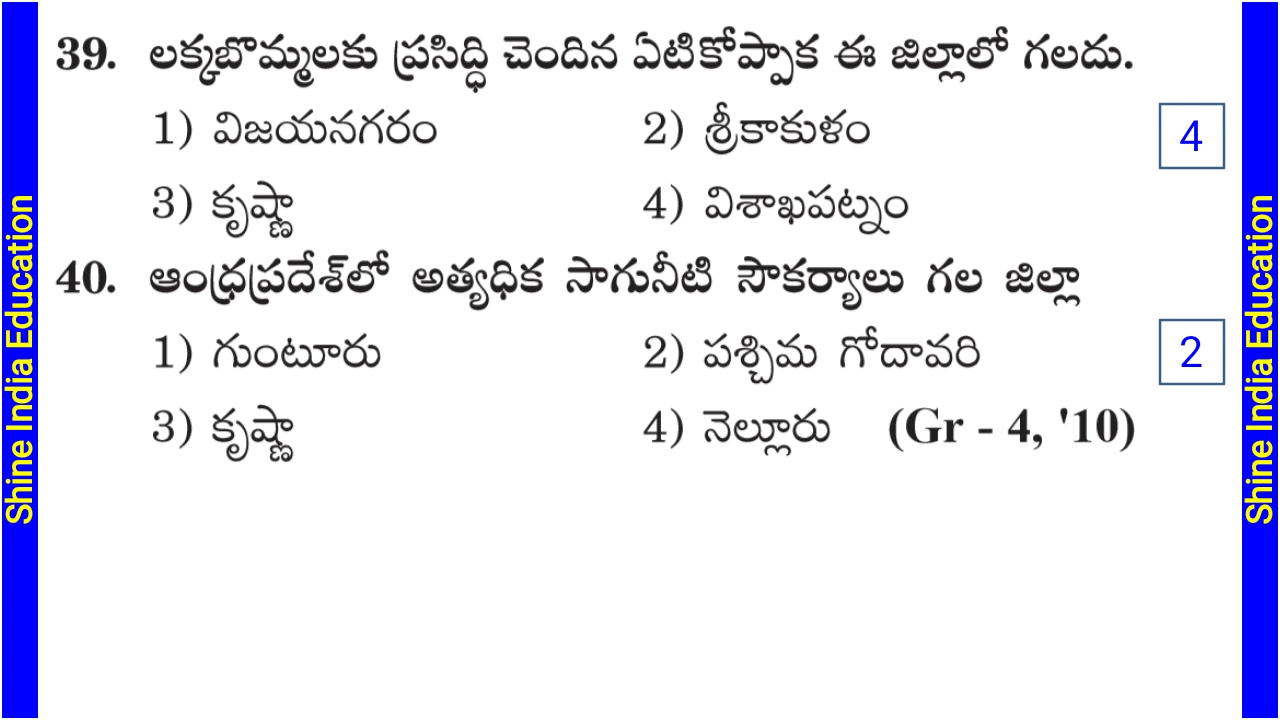 Shine India Education
39. లక్కబొమ్మలకు ప్రసిద్ధి చెందిన ఏటికోప్పాక ఈ జిల్లాలో గలదు.
1) విజయనగరం 2) శ్రీకాకుళం
4
3) కృష్ణా 4) విశాఖపట్నం
40. ఆంధ్రప్రదేశ్‌లో అత్యధిక సాగునీటి సౌకర్యాలు గల జిల్లా
1) గుంటూరు 2) పశ్చిమ గోదావరి
2
3) కృష్ణా 4) నెల్లూరు (Gr - 4, '10)
Shine India Education